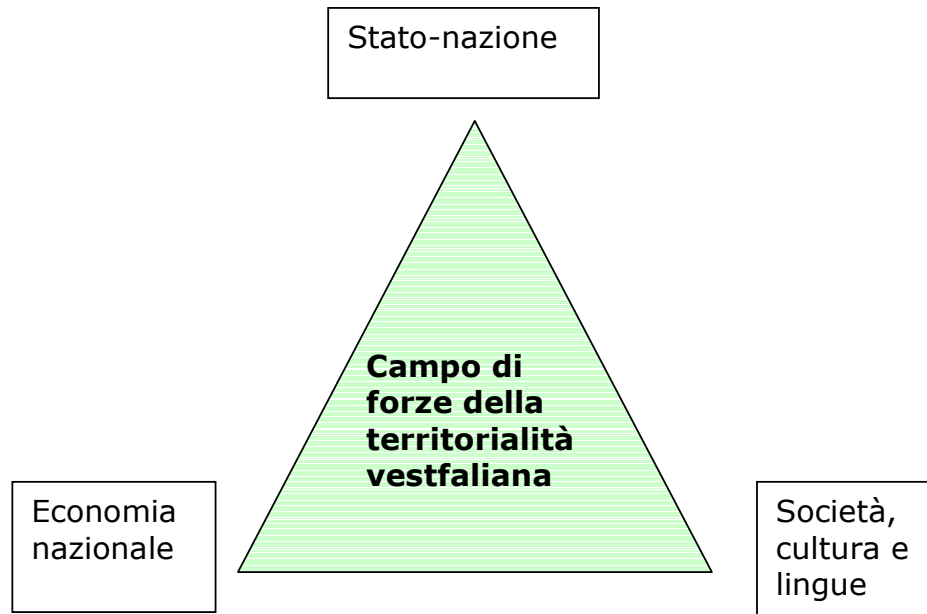 Stato-nazione
Campo di
forze della
territorialità
vestfaliana
Economia
nazionale
Società,
cultura e
lingue